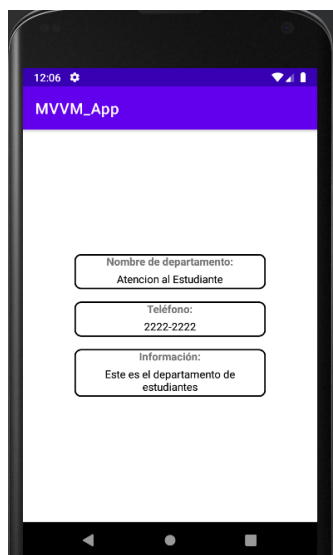 12:06
MVVM_App
Nombre de departamento:
Atencion al Estudiante
Teléfono:
2222-2222
Información:
Este es el departamento de
estudiantes